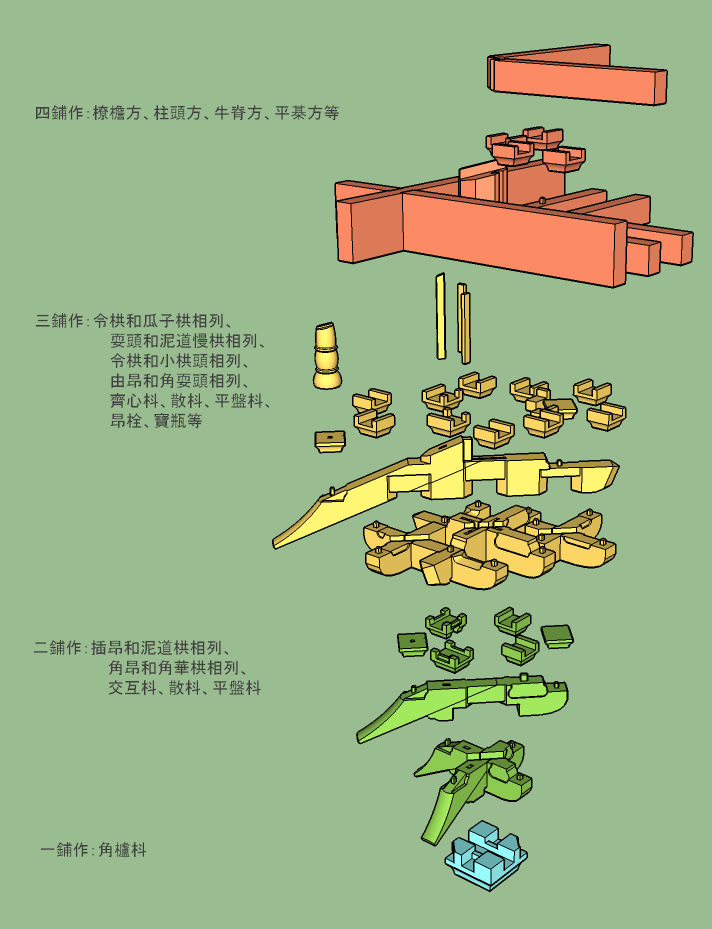 四鋪作：橑檐方、柱頭方、牛脊方、平棊方等
三鋪作：令栱和瓜子栱相列、
耍頭和泥道慢栱相列、
令栱和小栱頭相列、
由昂和角耍頭相列、
齊心枓、散枓、平盤枓、
昂栓、寶瓶等
二鋪作：插昂和泥道栱相列、
角昂和角華栱相列、
交互枓、散枓、平盤枓
一鋪作：角櫨枓